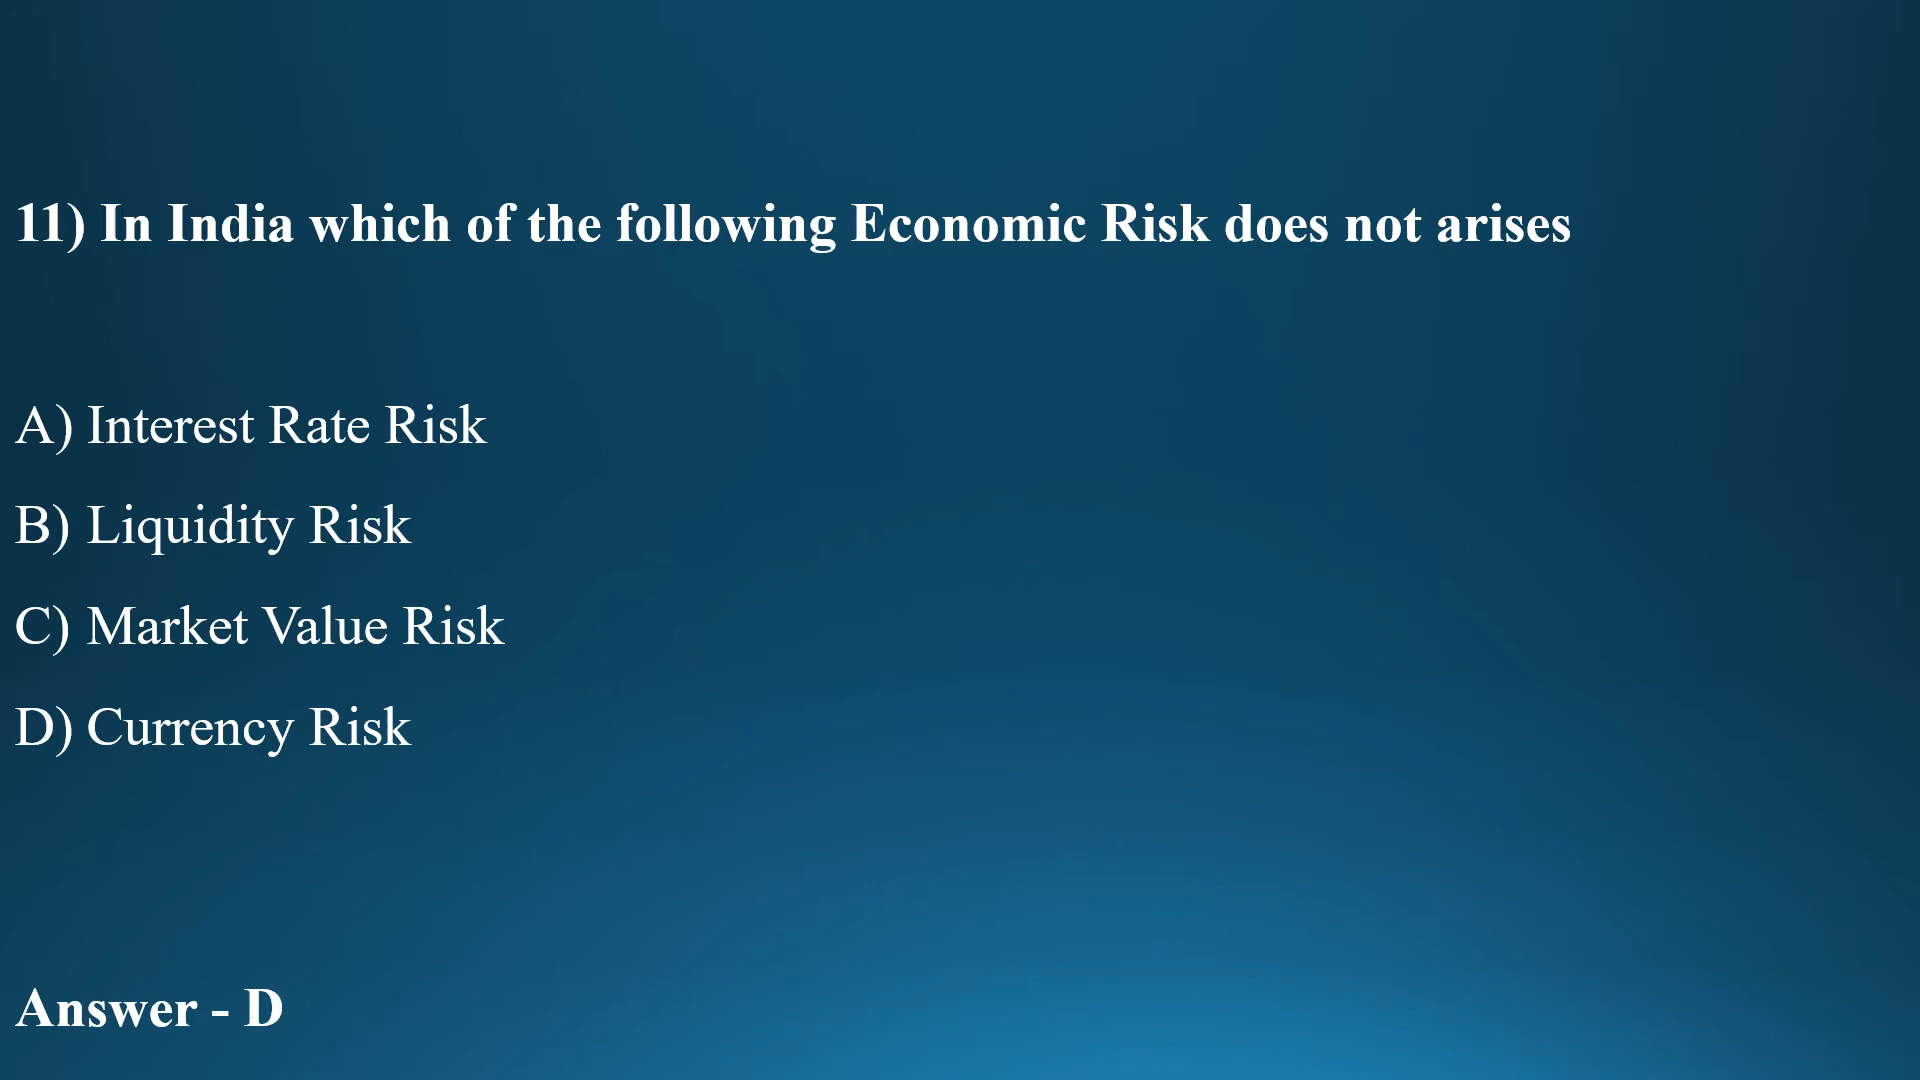 11) In India which of the following Economic Risk does not arises
A) Interest Rate Risk
B) Liquidity Risk
C) Market Value Risk
D) Currency Risk
Answer - D